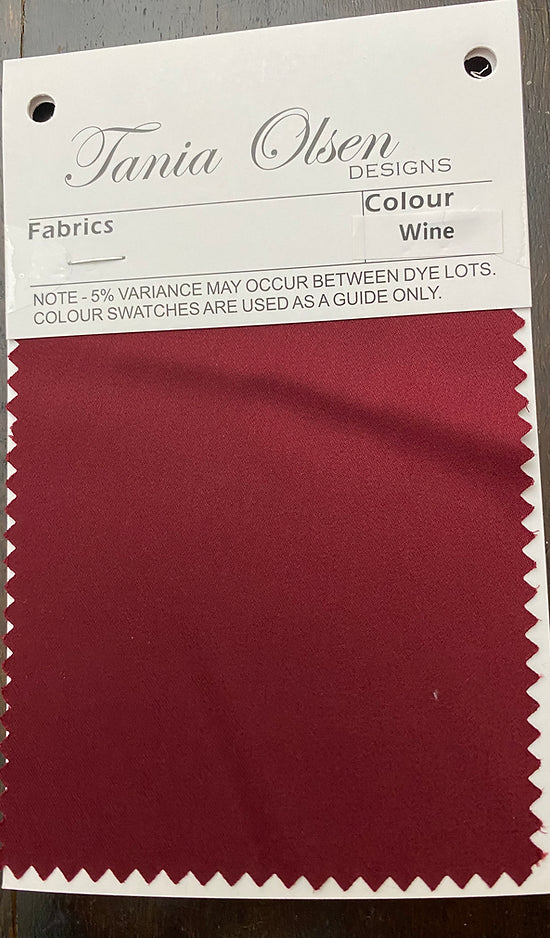 Tania Olsen
DESIGNS
Fabrics
Colour
Wine
NOTE - 5% VARIANCE MAY OCCUR BETWEEN DYE LOTS.
COLOUR SWATCHES ARE USED AS A GUIDE ONLY.